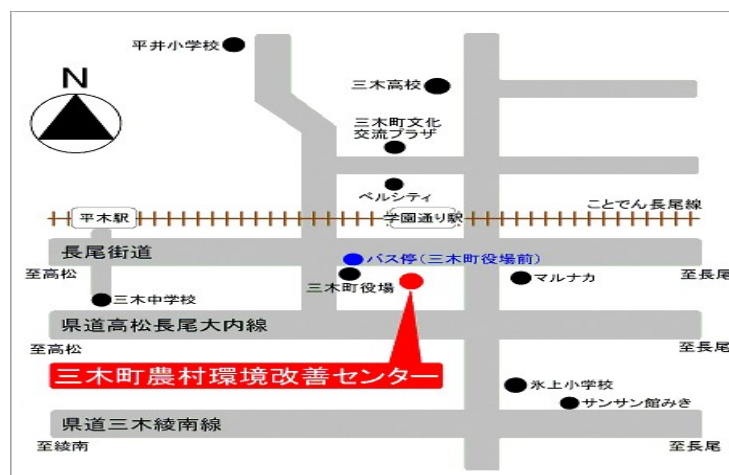 平井小学校
N
三木高校
三木町文化
交流プラザ
ベルシティ
ことでん長尾線
平木駅
学園通り駅
長尾街道
バス停(三木町役場前)
至高松
三木町役場
マルナカ
至長尾
三木中学校
県道高松長尾大内線
至高松
至長尾
三木町農村環境改善センター
氷上小学校
サンサン館みき
県道三木綾南線
至綾南
至長尾